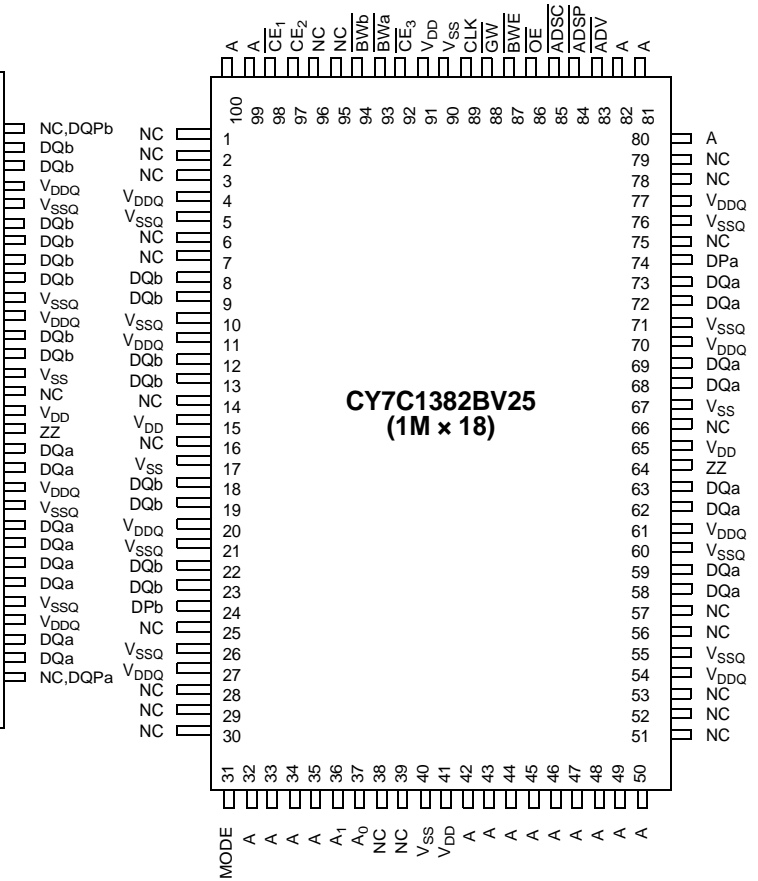 A
A
CE1
CE2
NC
NC
BWb
BWa
CE3
VDD
VSS
CLK
GW
BWE
OE
ADSC
ADSP
ADV
A
A
100
99
98
97
96
95
94
93
92
91
90
89
88
87
86
85
84
83
82
81
NC,DQPb
DQb
DQb
VDDQ
VSSQ
DQb
DQb
DQb
DQb
VSSQ
VDDQ
DQb
DQb
VSS
NC
VDD
ZZ
DQa
DQa
VDDQ
VSSQ
DQa
DQa
DQa
DQa
VSSQ
VDDQ
DQa
DQa
NC,DQPa
NC 1
NC 2
NC 3
VDDQ 4
VSSQ 5
NC 6
NC 7
DQb 8
DQb 9
VSSQ 10
VDDQ 11
DQb 12
DQb 13
NC 14
VDD 15
NC 16
VSS 17
DQb 18
DQb 19
VDDQ 20
VSSQ 21
DQb 22
DQb 23
DPb 24
NC 25
VSSQ 26
VDDQ 27
NC 28
NC 29
NC 30
CY7C1382BV25
(1M × 18)
80 A
79 NC
78 NC
77 VDDQ
76 VSSQ
75 NC
74 DPa
73 DQa
72 DQa
71 VSSQ
70 VDDQ
69 DQa
68 DQa
67 VSS
66 NC
65 VDD
64 ZZ
63 DQa
62 DQa
61 VDDQ
60 VSSQ
59 DQa
58 DQa
57 NC
56 NC
55 VSSQ
54 VDDQ
53 NC
52 NC
51 NC
31
32
33
34
35
36
37
38
39
40
41
42
43
44
45
46
47
48
49
50
MODE
A
A
A
A
A1
A0
NC
NC
VSS
VDD
A
A
A
A
A
A
A
A
A